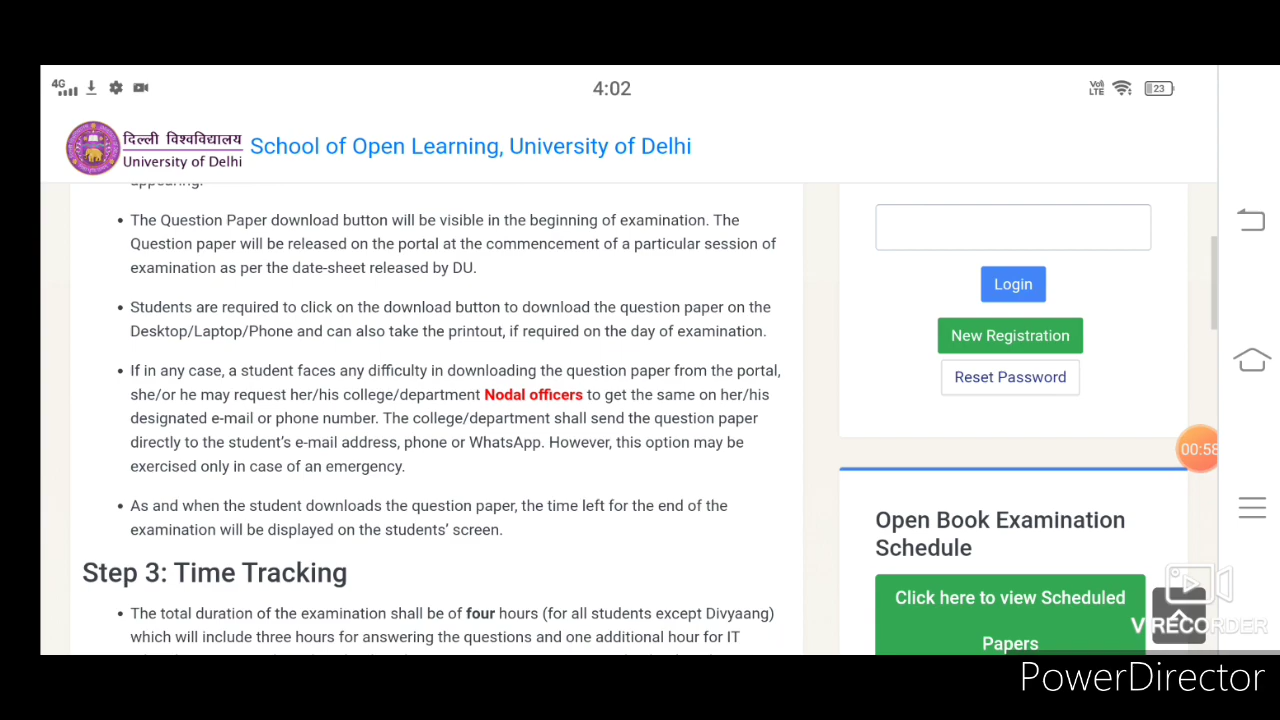 4G
4:02
Vo) LTE
23
दिल्ली विश्वविद्यालय
University of Delhi
School of Open Learning, University of Delhi
appearing.
• The Question Paper download button will be visible in the beginning of examination. The
Question paper will be released on the portal at the commencement of a particular session of
examination as per the date-sheet released by DU.
• Students are required to click on the download button to download the question paper on the
Desktop/Laptop/Phone and can also take the printout, if required on the day of examination.
• If in any case, a student faces any difficulty in downloading the question paper from the portal,
she/or he may request her/his college/department Nodal officers to get the same on her/his
designated e-mail or phone number. The college/department shall send the question paper
directly to the student’s e-mail address, phone or WhatsApp. However, this option may be
exercised only in case of an emergency.
• As and when the student downloads the question paper, the time left for the end of the
examination will be displayed on the students’ screen.
Step 3: Time Tracking
• The total duration of the examination shall be of four hours (for all students except Divyaang)
which will include three hours for answering the questions and one additional hour for IT
Login
New Registration
Reset Password
00:58
Open Book Examination
Schedule
Click here to view Scheduled
Papers
VIRECORDER
PowerDirector